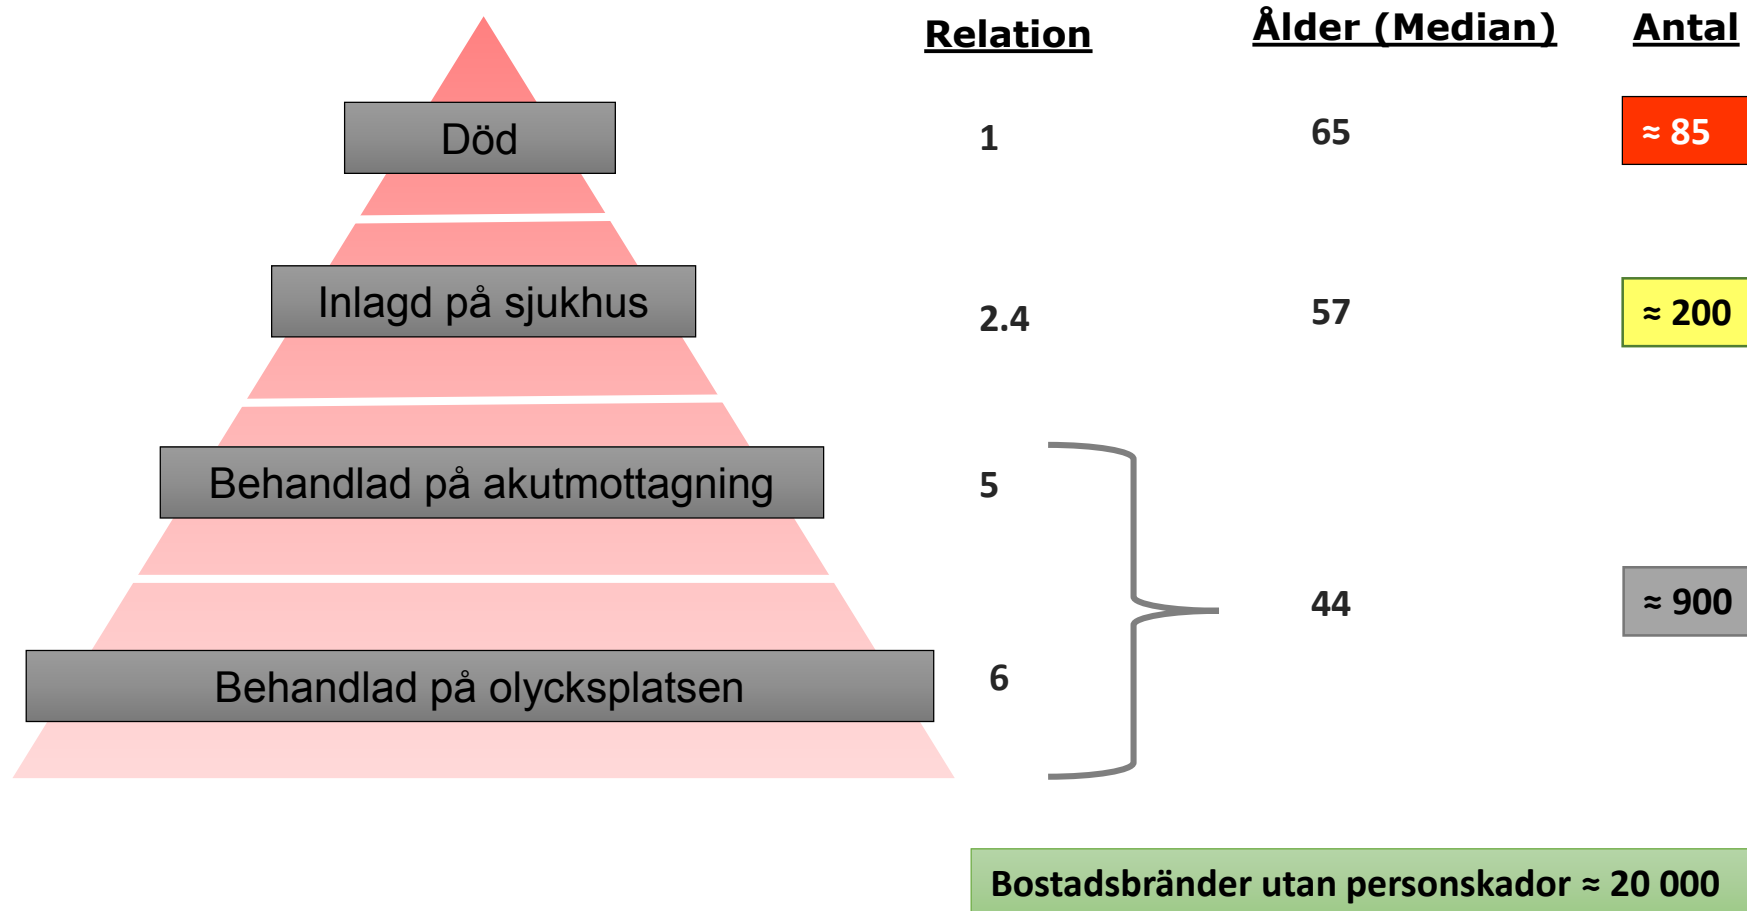 Relation Ålder (Median) Antal
Död 1 65 ≈ 85
Inlagd på sjukhus 2.4 57 ≈ 200
Behandlad på akutmottagning 5
44 ≈ 900
Behandlad på olycksplatsen 6
Bostadsbränder utan personskador ≈ 20 000